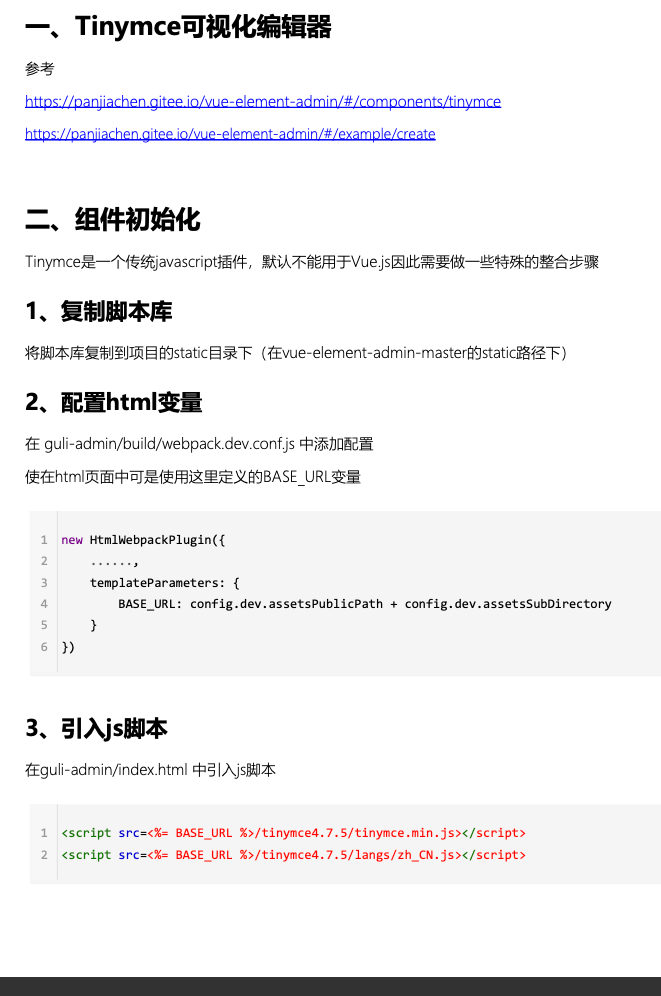 一、Tinymce可视化编辑器
参考
https://panjiachen.gitee.io/vue-element-admin/#/components/tinymce
https://panjiachen.gitee.io/vue-element-admin/#/example/create
二、组件初始化
Tinymce是一个传统javascript插件，默认不能用于Vue.js因此需要做一些特殊的整合步骤
1、复制脚本库
将脚本库复制到项目的static目录下（在vue-element-admin-master的static路径下）
2、配置html变量
在 guli-admin/build/webpack.dev.conf.js 中添加配置
使在html页面中可是使用这里定义的BASE_URL变量
1 new HtmlWebpackPlugin({
2     ......,
3     templateParameters: {
4         BASE_URL: config.dev.assetsPublicPath + config.dev.assetsSubDirectory
5     }
6 })
3、引入js脚本
在guli-admin/index.html 中引入js脚本
1 <script src=<%= BASE_URL %>/tinymce4.7.5/tinymce.min.js></script>
2 <script src=<%= BASE_URL %>/tinymce4.7.5/langs/zh_CN.js></script>